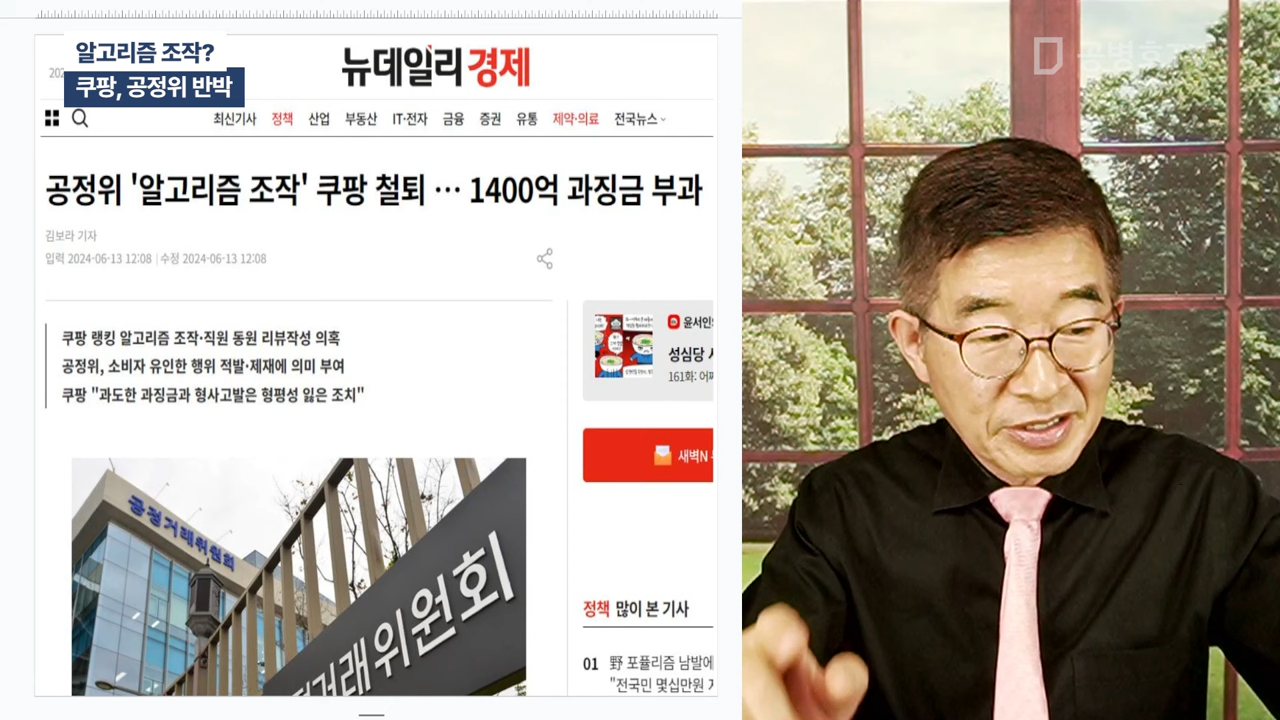 알고리즘 조작?
쿠팡, 공정위 반박
뉴데일리 경제
최신기사 정책 산업 부동산 IT·전자 금융 증권 유통 제약·의료 전국뉴스
공정위 '알고리즘 조작' 쿠팡 철퇴 … 1400억 과징금 부과
김보라 기자
입력 2024-06-13 12:08 | 수정 2024-06-13 12:08
쿠팡 랭킹 알고리즘 조작·직원 동원 리뷰작성 의혹
공정위, 소비자 유인한 행위 적발·제재에 의미 부여
쿠팡 "과도한 과징금과 형사고발은 형평성 잃은 조치"
윤서인
성심당
161화:
새벽N
공정거래위원회
거래위원회
정책 많이 본 기사
01 野 포퓰리즘 남발에
"전국민 몇십만원
공병호